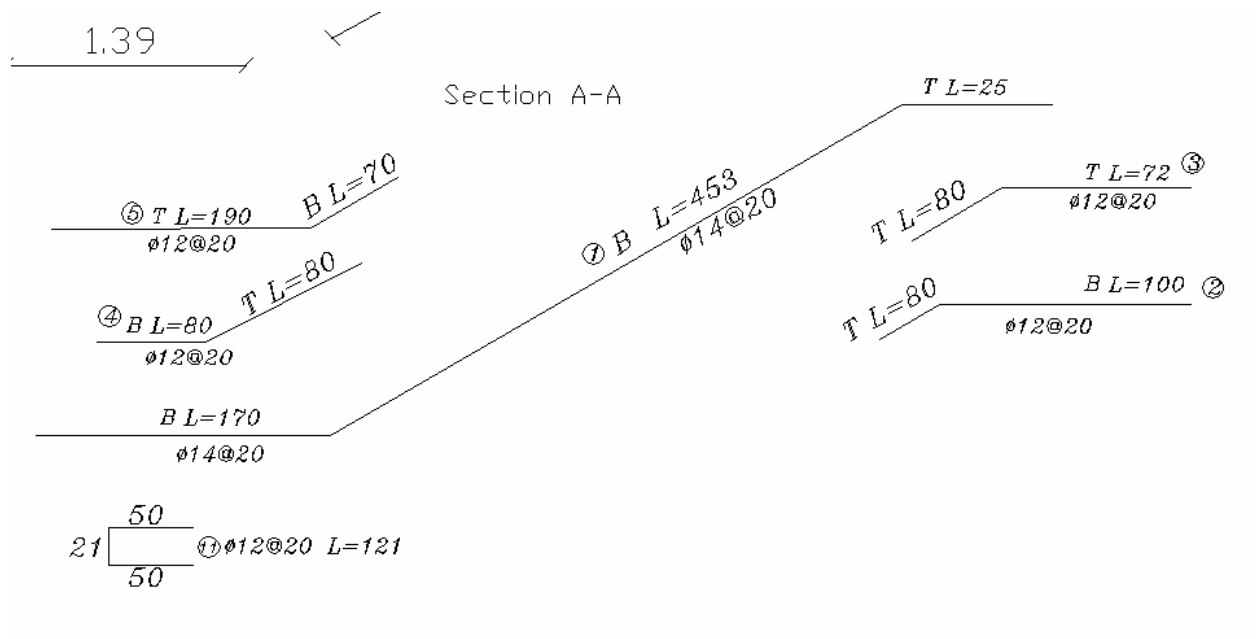 1.39
Section A-A
T L=25
⑤ T L=190
B L=70
ø12@20
① B L=453
ø14@20
T L=72 ③
T L=80
ø12@20
④ B L=80
T L=80
ø12@20
B L=100 ②
T L=80
ø12@20
B L=170
ø14@20
50
21
⑪ ø12@20 L=121
50